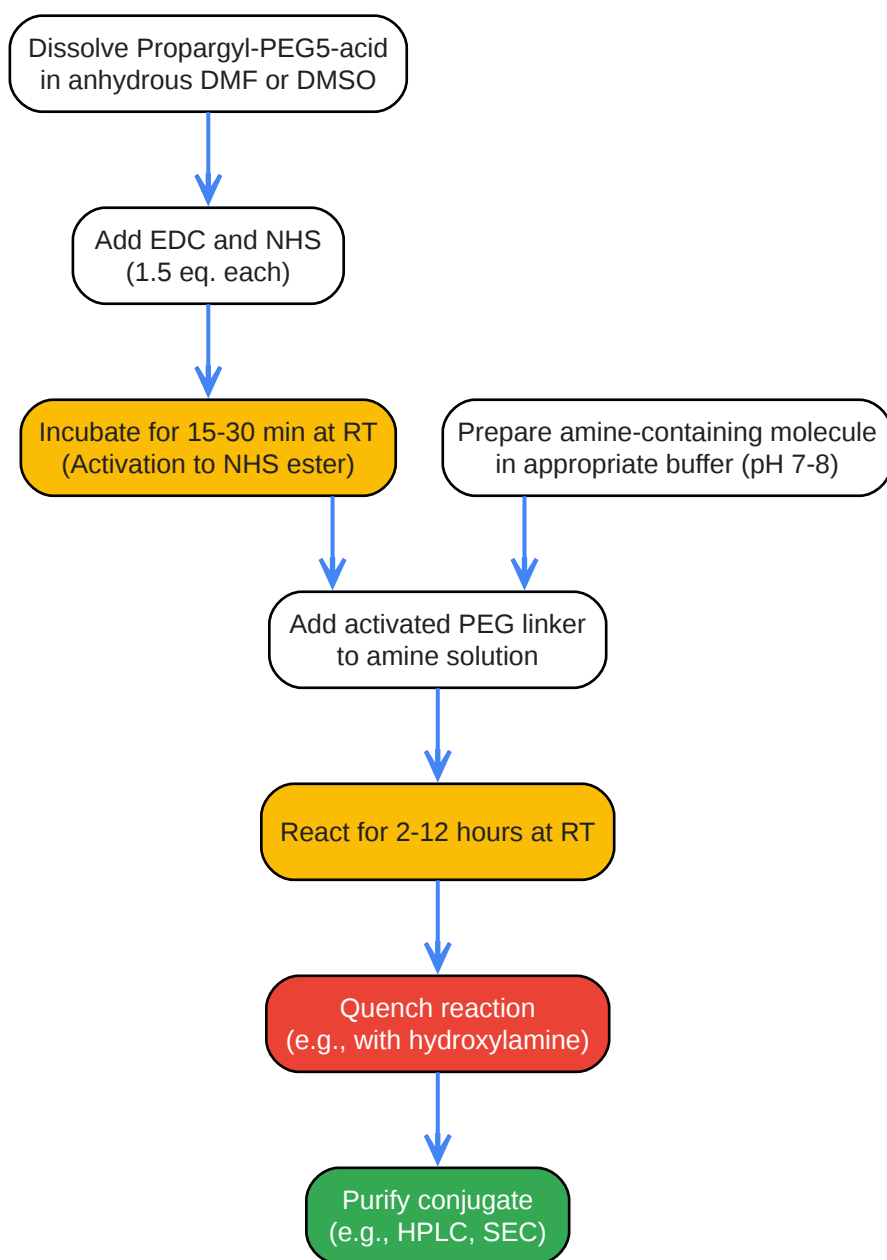 Dissolve Propargyl-PEG5-acid
in anhydrous DMF or DMSO
Add EDC and NHS
(1.5 eq. each)
Incubate for 15-30 min at RT
(Activation to NHS ester)
Prepare amine-containing molecule
in appropriate buffer (pH 7-8)
Add activated PEG linker
to amine solution
React for 2-12 hours at RT
Quench reaction
(e.g., with hydroxylamine)
Purify conjugate
(e.g., HPLC, SEC)